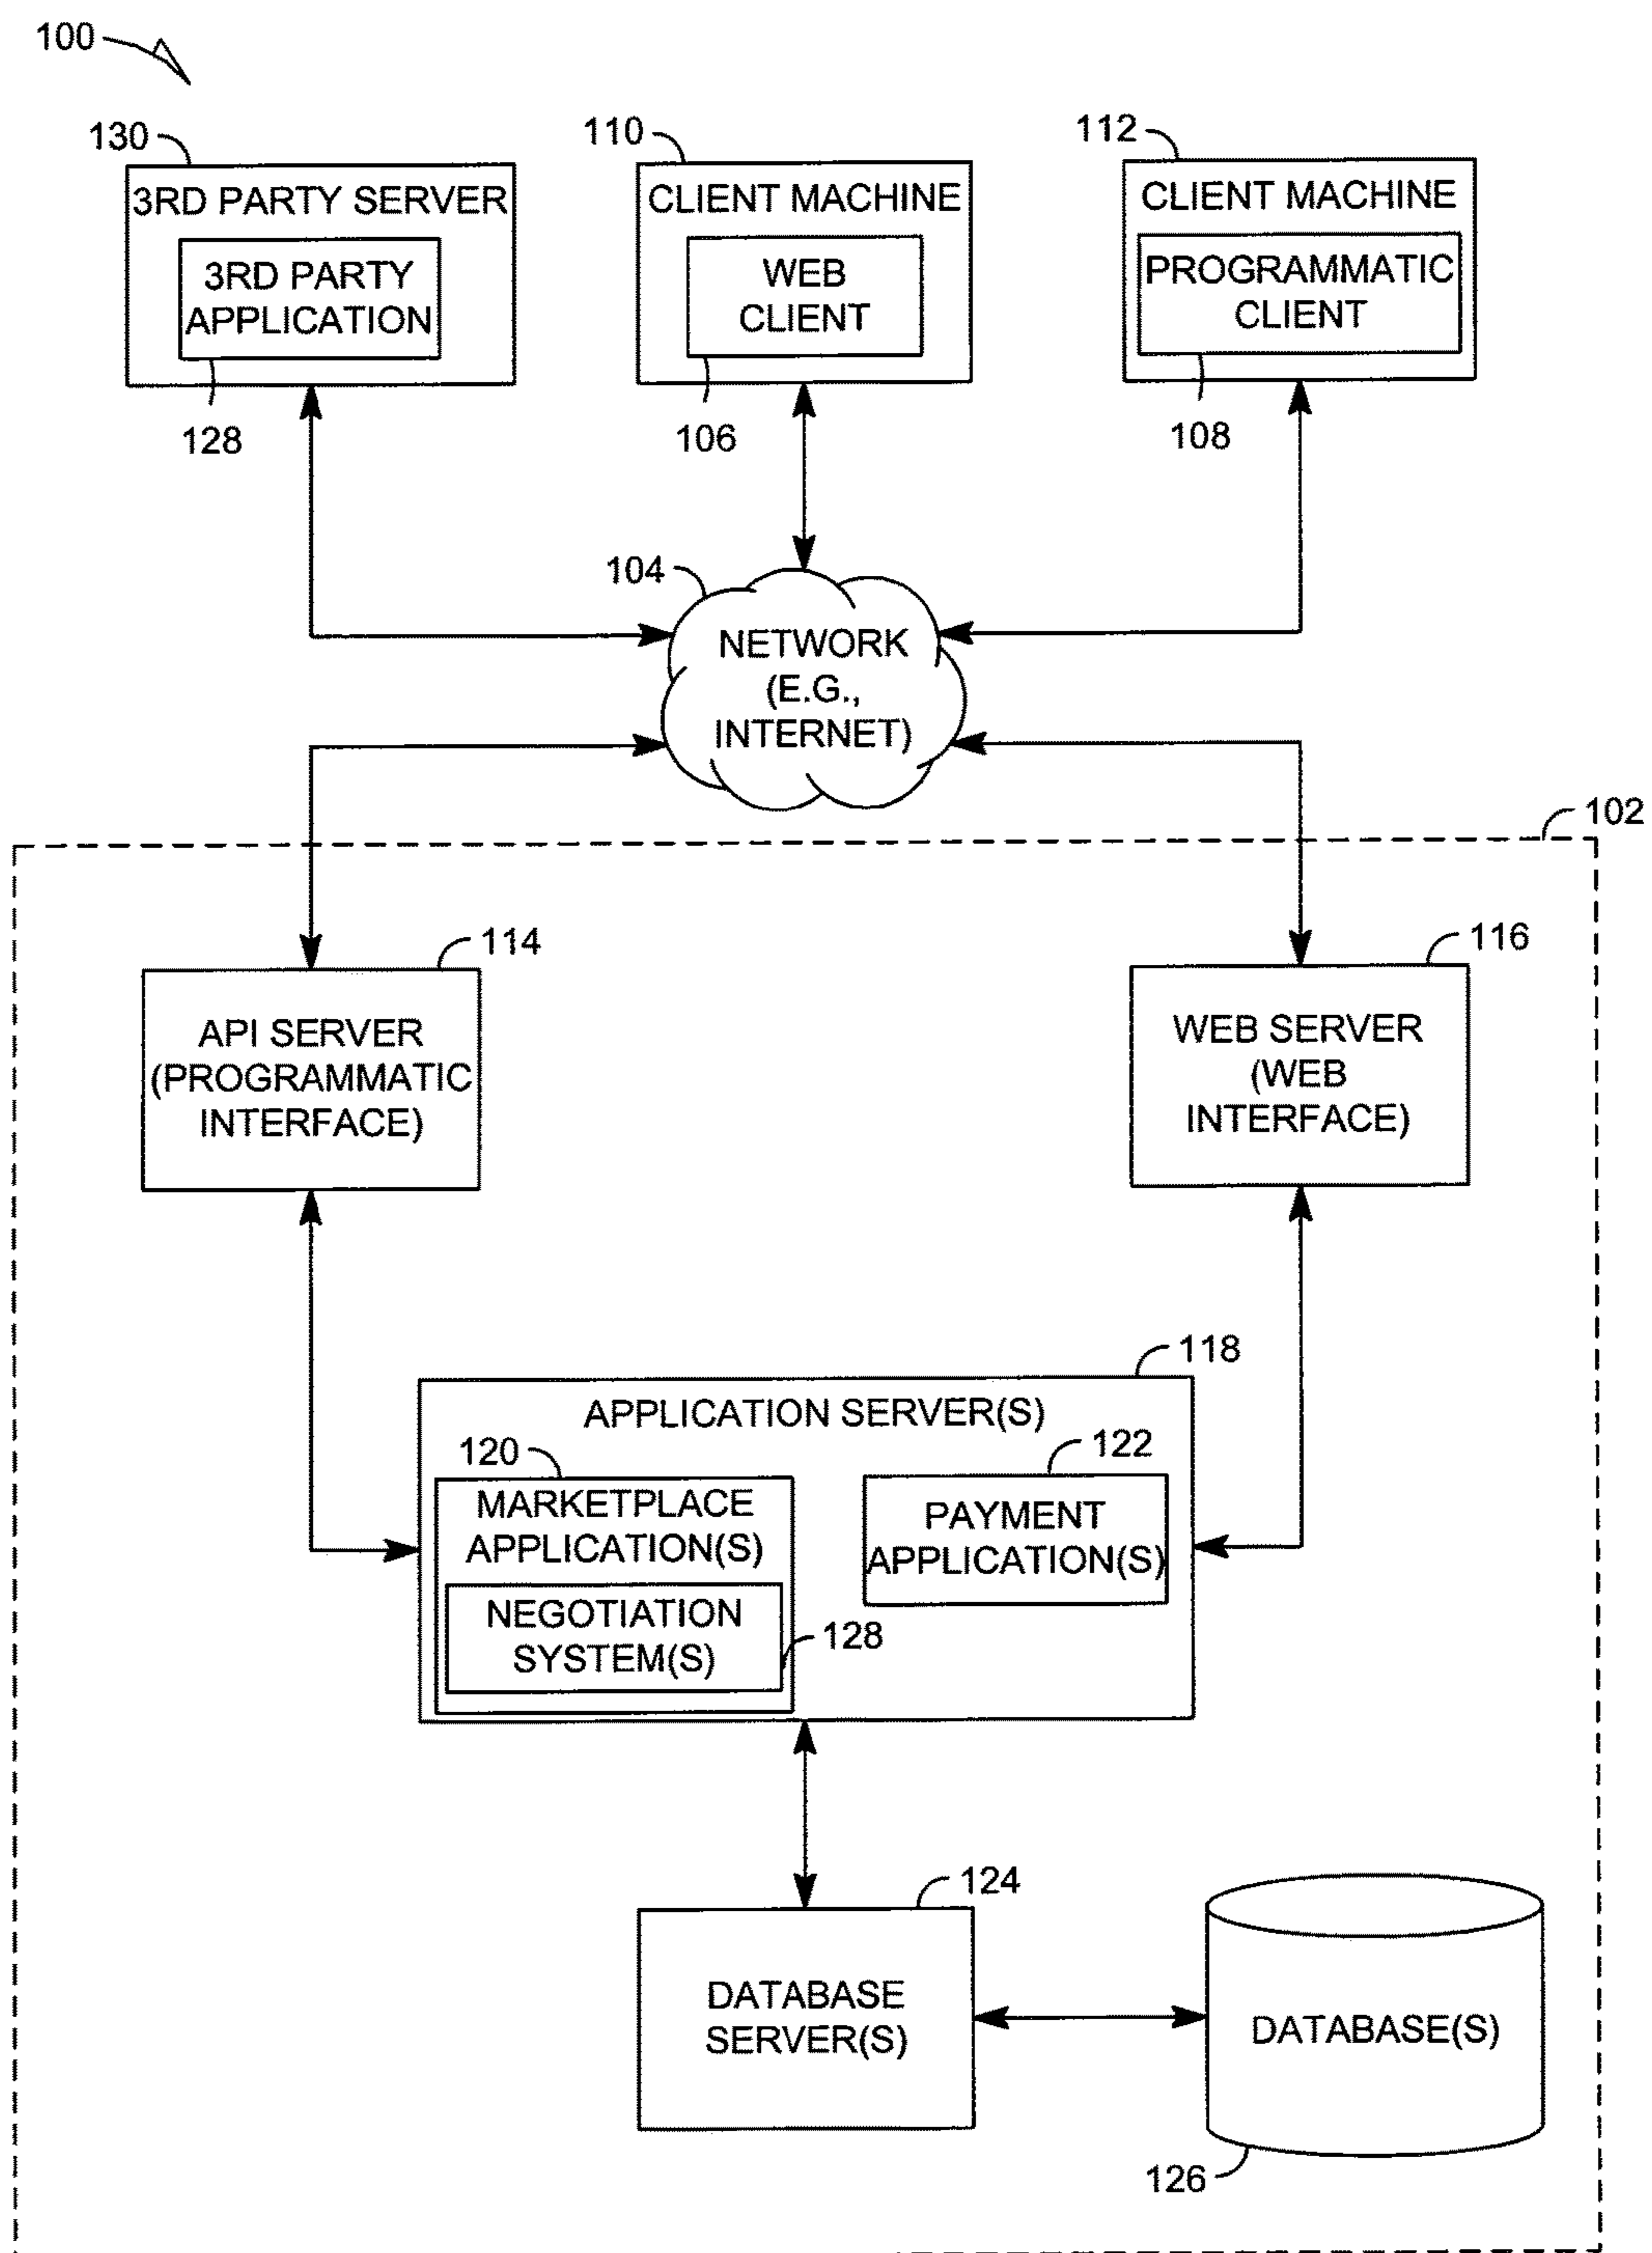 100
130
3RD PARTY SERVER
3RD PARTY
APPLICATION
128
110
CLIENT MACHINE
WEB
CLIENT
106
112
CLIENT MACHINE
PROGRAMMATIC
CLIENT
108
104
NETWORK
(E.G.,
INTERNET)
102
114
API SERVER
(PROGRAMMATIC
INTERFACE)
116
WEB SERVER
(WEB
INTERFACE)
118
APPLICATION SERVER(S)
120
MARKETPLACE
APPLICATION(S)
NEGOTIATION
SYSTEM(S)
128
122
PAYMENT
APPLICATION(S)
124
DATABASE
SERVER(S)
DATABASE(S)
126